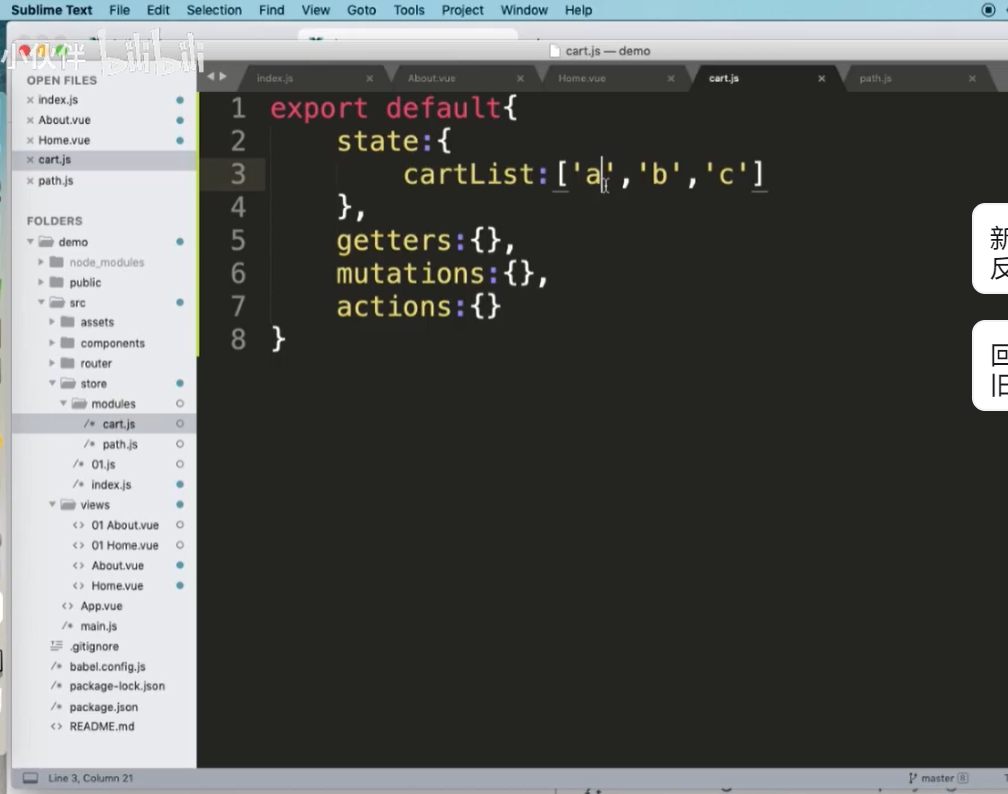 Sublime Text File Edit Selection Find View Goto Tools Project Window Help
小伙伴 bilibili
cart.js — demo
OPEN FILES
index.js
About.vue
Home.vue
cart.js
path.js
FOLDERS
demo
node_modules
public
src
assets
components
router
store
modules
/* cart.js
/* path.js
/* 01.js
/* index.js
views
<> 01 About.vue
<> 01 Home.vue
<> About.vue
<> Home.vue
<> App.vue
/* main.js
.gitignore
/* babel.config.js
/* package-lock.json
/* package.json
<> README.md
index.js × About.vue × Home.vue × cart.js × path.js ×
1 export default{
2 state:{
3 cartList:['a','b','c']
4 },
5 getters:{},
6 mutations:{},
7 actions:{}
8 }
新
反
回
旧
Line 3, Column 21
master 8